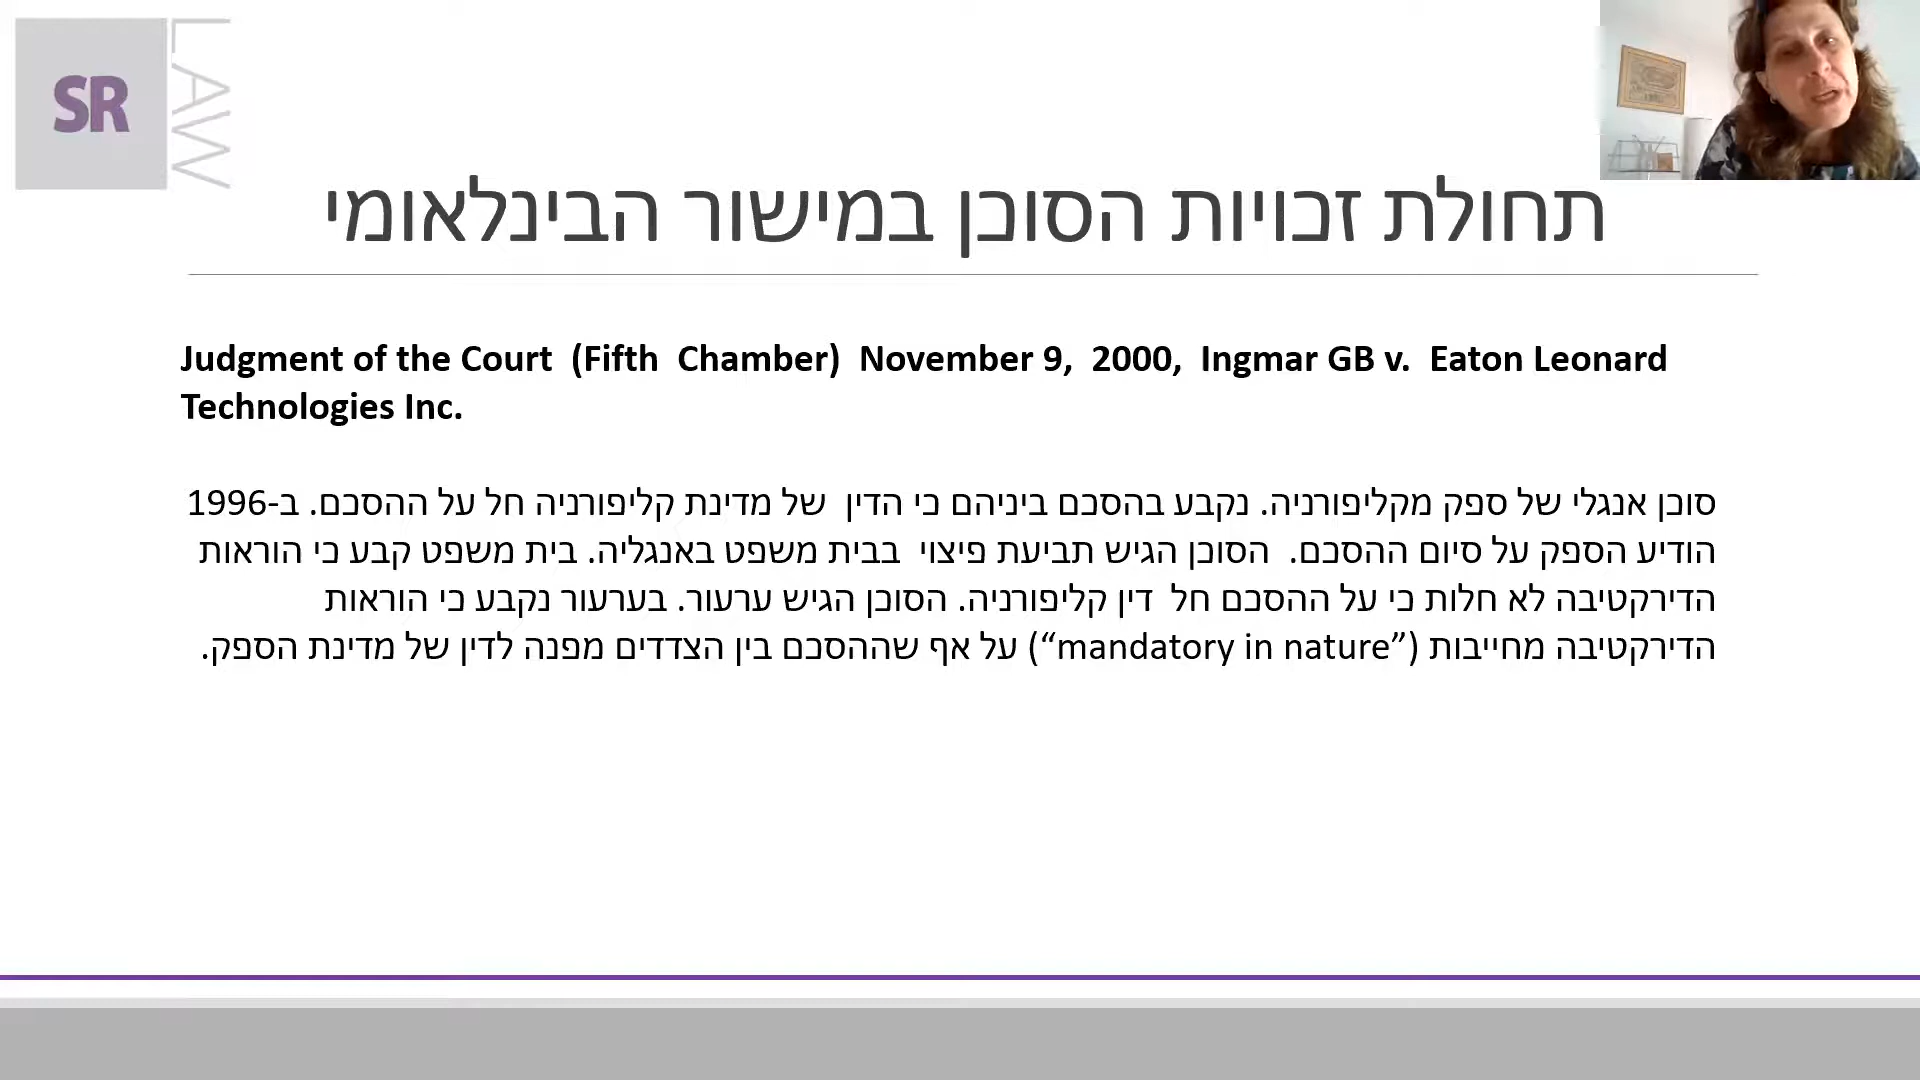 SR
LAW
תחולת זכויות הסוכן במישור הבינלאומי
Judgment of the Court (Fifth Chamber) November 9, 2000, Ingmar GB v. Eaton Leonard
Technologies Inc.
סוכן אנגלי של ספק מקליפורניה. נקבע בהסכם ביניהם כי הדין של מדינת קליפורניה חל על ההסכם. ב-1996
הודיע הספק על סיום ההסכם. הסוכן הגיש תביעת פיצוי בבית משפט באנגליה. בית משפט קבע כי הוראות
הדירקטיבה לא חלות כי על ההסכם חל דין קליפורניה. הסוכן הגיש ערעור. בערעור נקבע כי הוראות
הדירקטיבה מחייבות (“mandatory in nature”) על אף שההסכם בין הצדדים מפנה לדין של מדינת הספק.